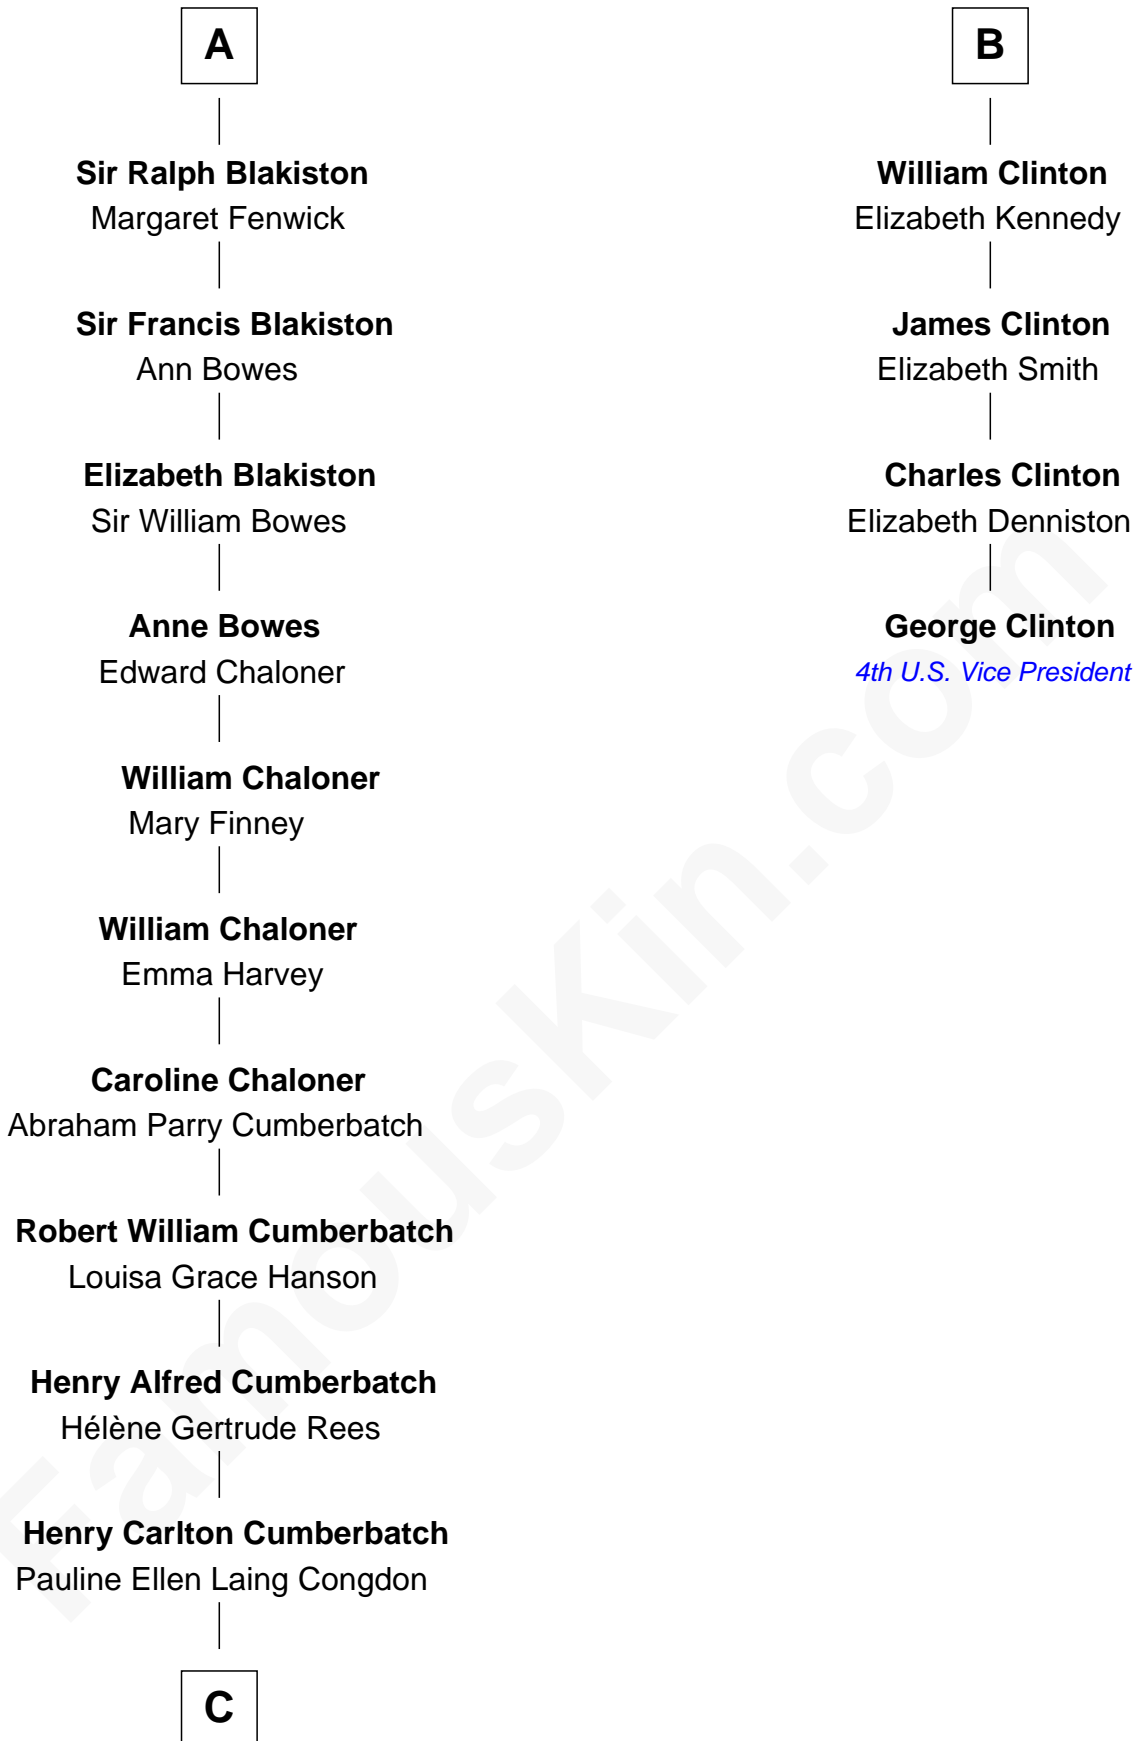 A
Sir Ralph Blakiston
Margaret Fenwick
Sir Francis Blakiston
Ann Bowes
Elizabeth Blakiston
Sir William Bowes
Anne Bowes
Edward Chaloner
William Chaloner
Mary Finney
William Chaloner
Emma Harvey
Caroline Chaloner
Abraham Parry Cumberbatch
Robert William Cumberbatch
Louisa Grace Hanson
Henry Alfred Cumberbatch
Hélène Gertrude Rees
Henry Carlton Cumberbatch
Pauline Ellen Laing Congdon
C
B
William Clinton
Elizabeth Kennedy
James Clinton
Elizabeth Smith
Charles Clinton
Elizabeth Denniston
George Clinton
4th U.S. Vice President
FamousKin.com